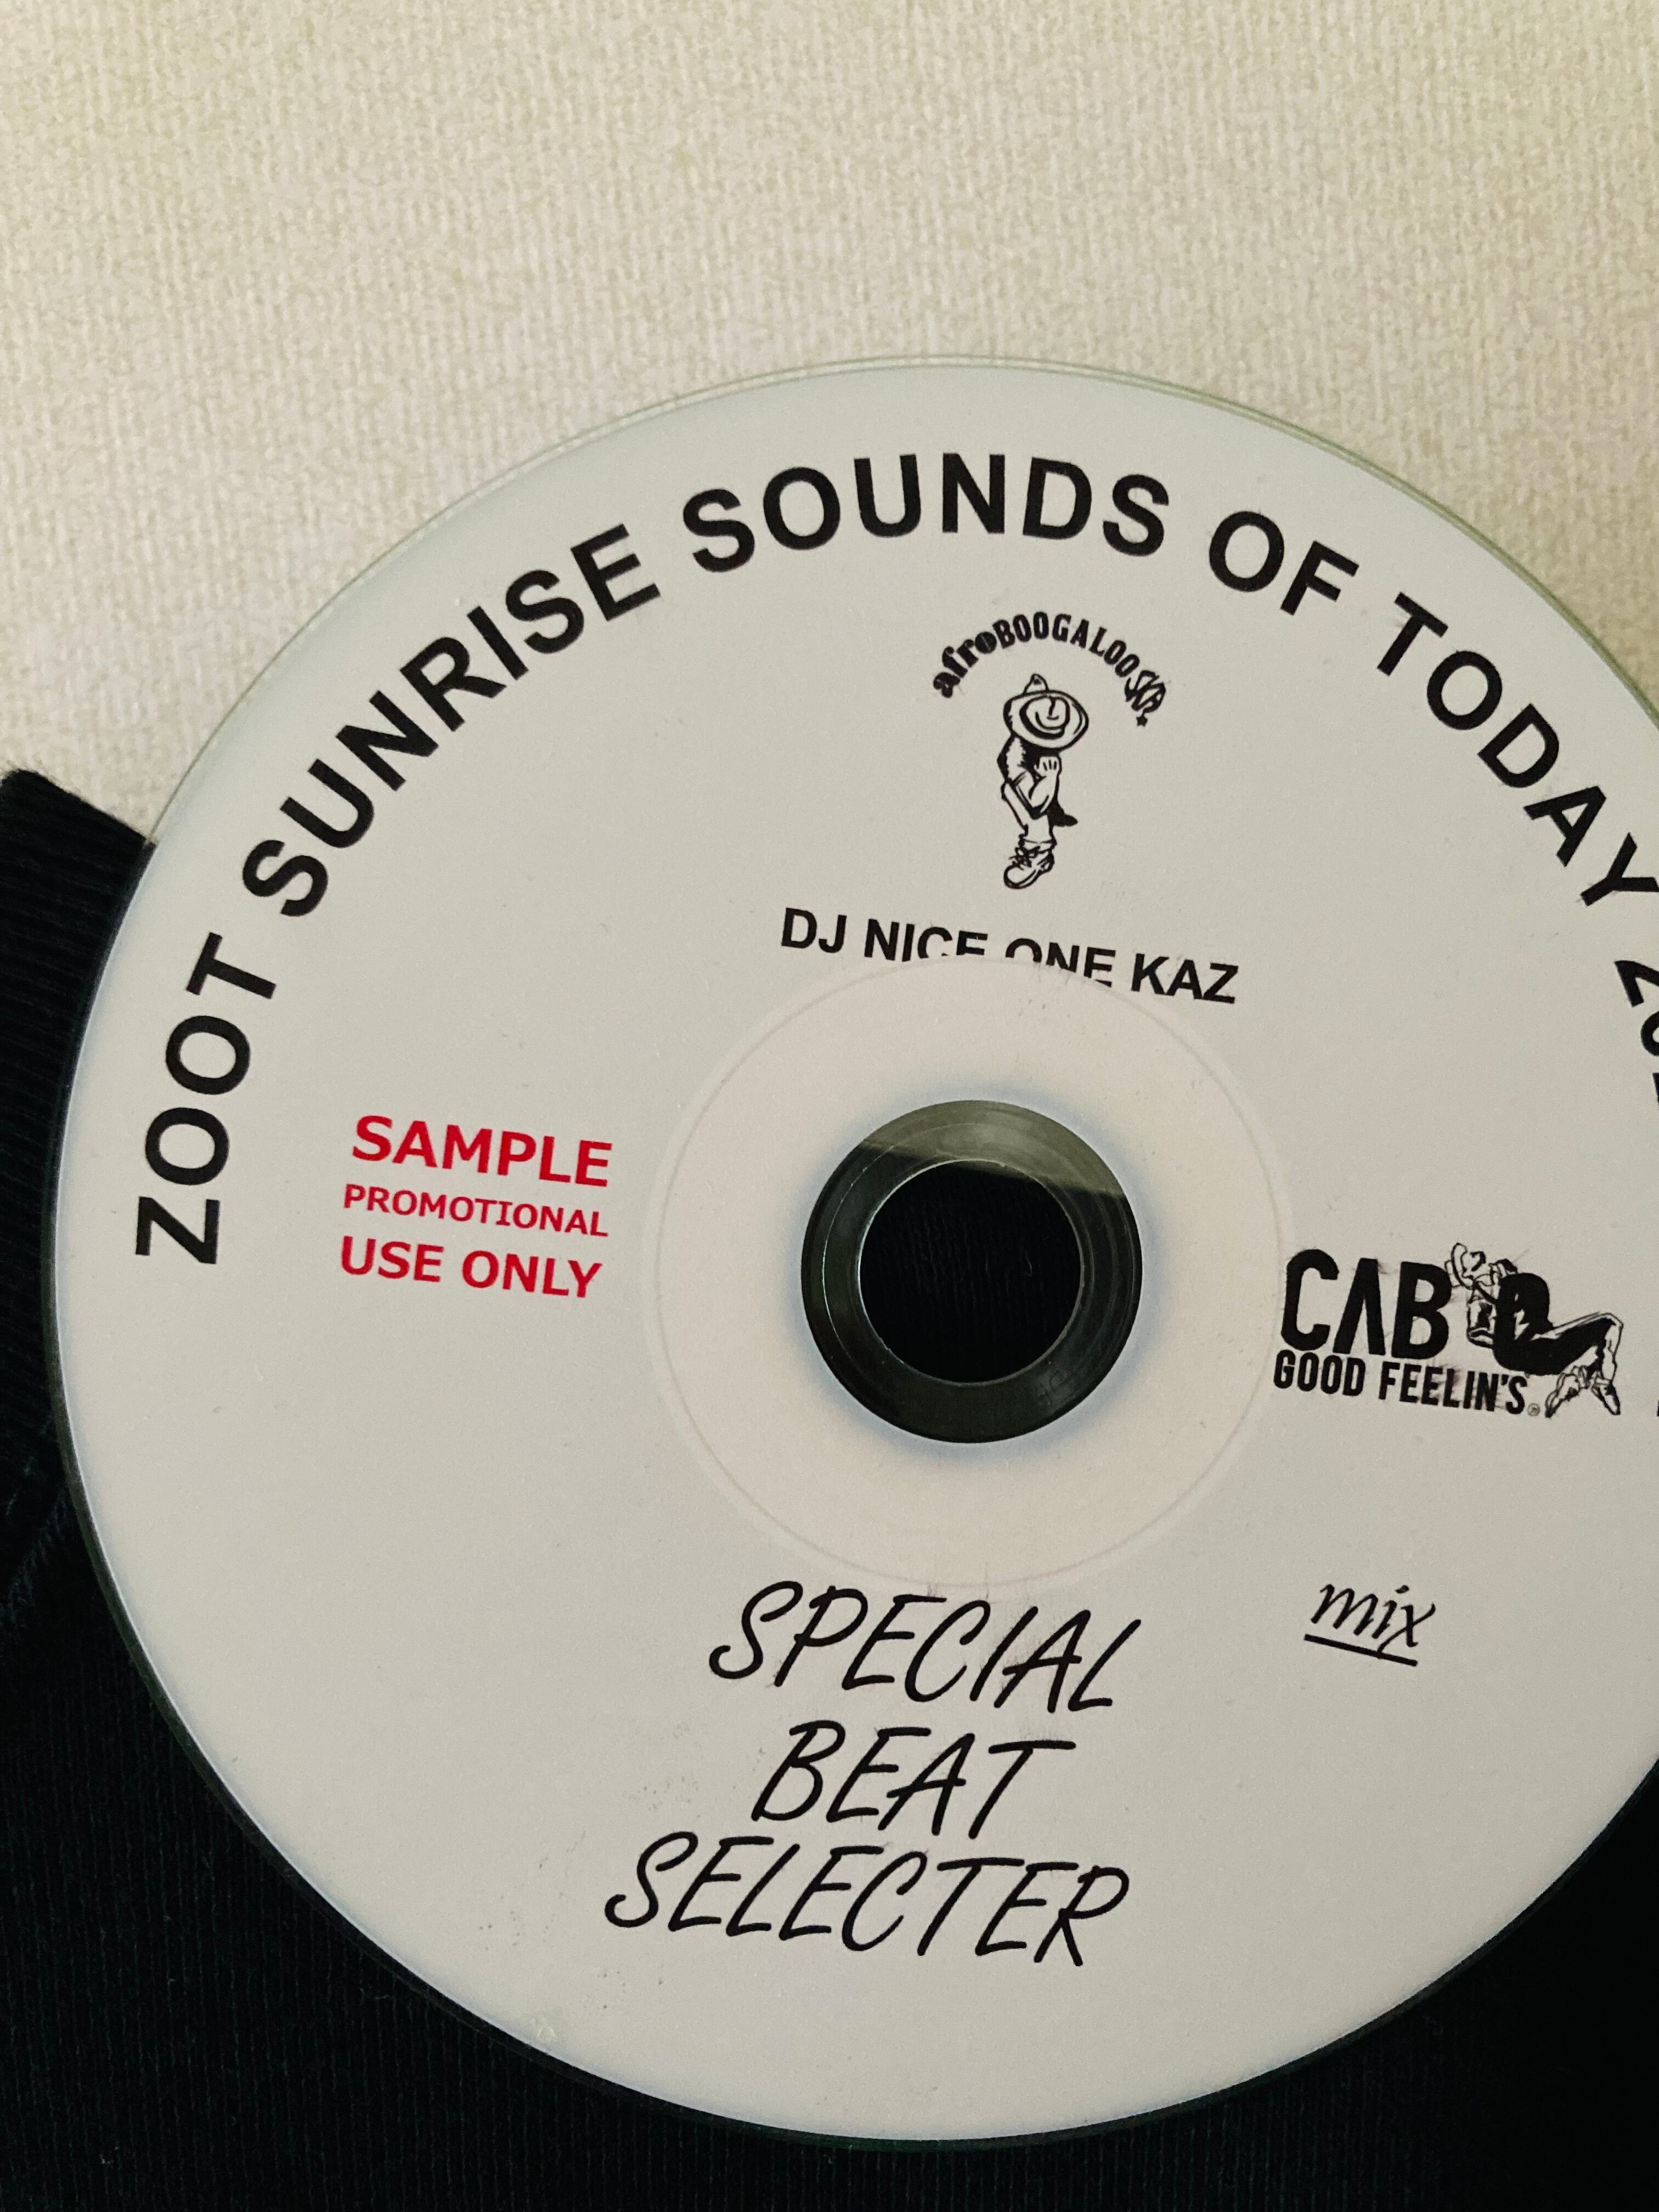 ZOOT SUNRISE SOUNDS OF TODAY
afroBOOGALOOSKA
DJ NICE ONE KAZ
SAMPLE
PROMOTIONAL
USE ONLY
CAB
GOOD FEELIN'S®
mix
SPECIAL
BEAT
SELECTER